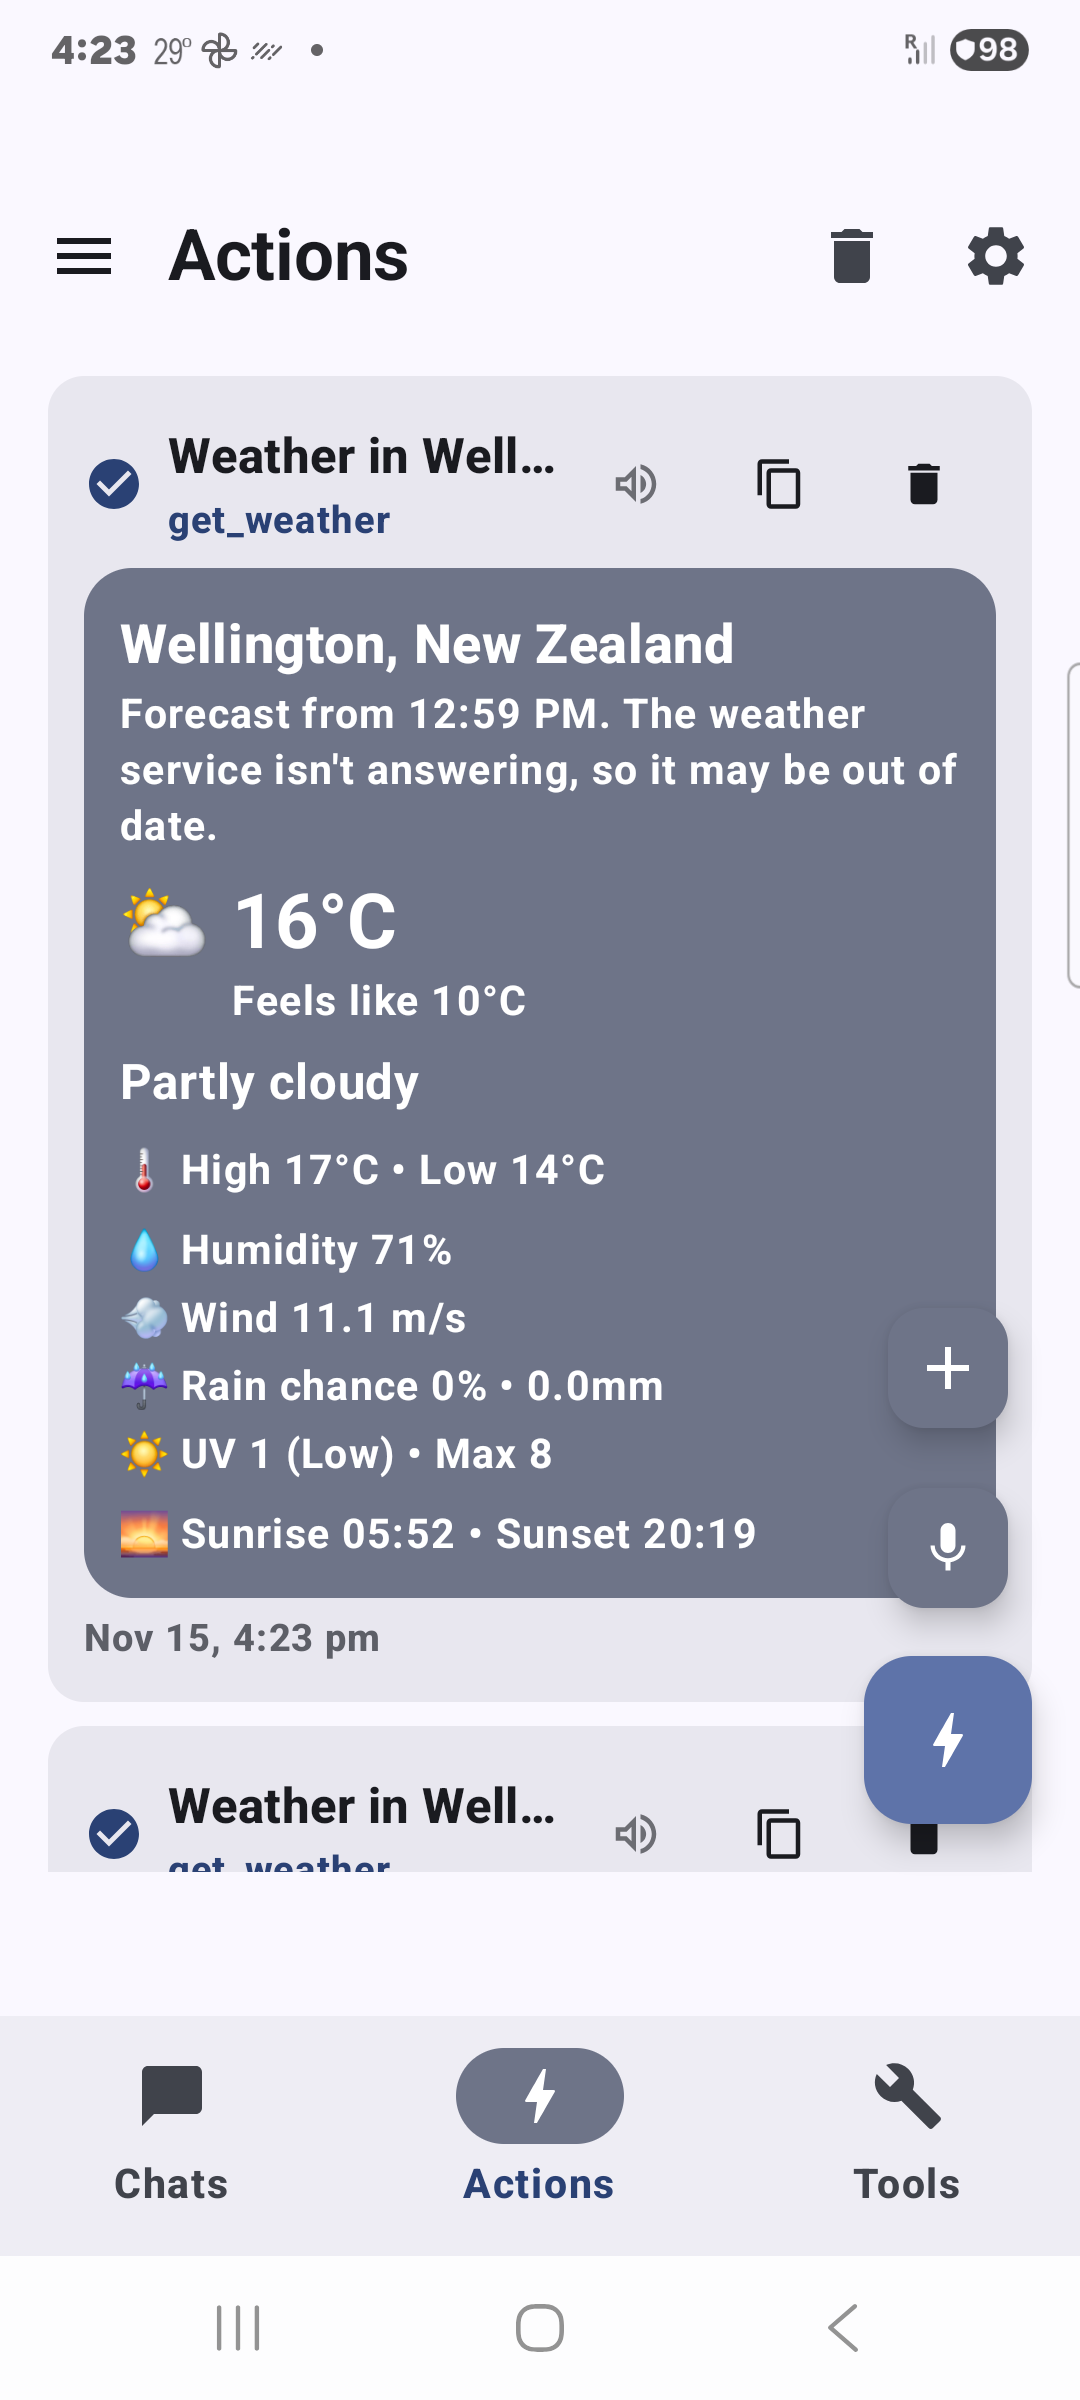 4:23 29° R 98
Actions
Weather in Well...
get_weather
Wellington, New Zealand
Forecast from 12:59 PM. The weather
service isn't answering, so it may be out of
date.
16°C
Feels like 10°C
Partly cloudy
High 17°C • Low 14°C
Humidity 71%
Wind 11.1 m/s
Rain chance 0% • 0.0mm
UV 1 (Low) • Max 8
Sunrise 05:52 • Sunset 20:19
Nov 15, 4:23 pm
Weather in Well...
get_weather
Chats
Actions
Tools